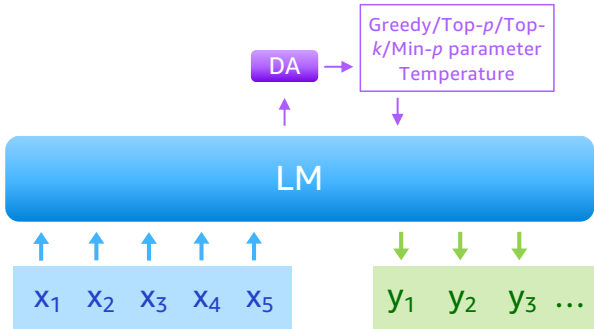 Greedy/Top-p/Top-
k/Min-p parameter
Temperature
DA
LM
x₁ x₂ x₃ x₄ x₅
y₁ y₂ y₃ ...